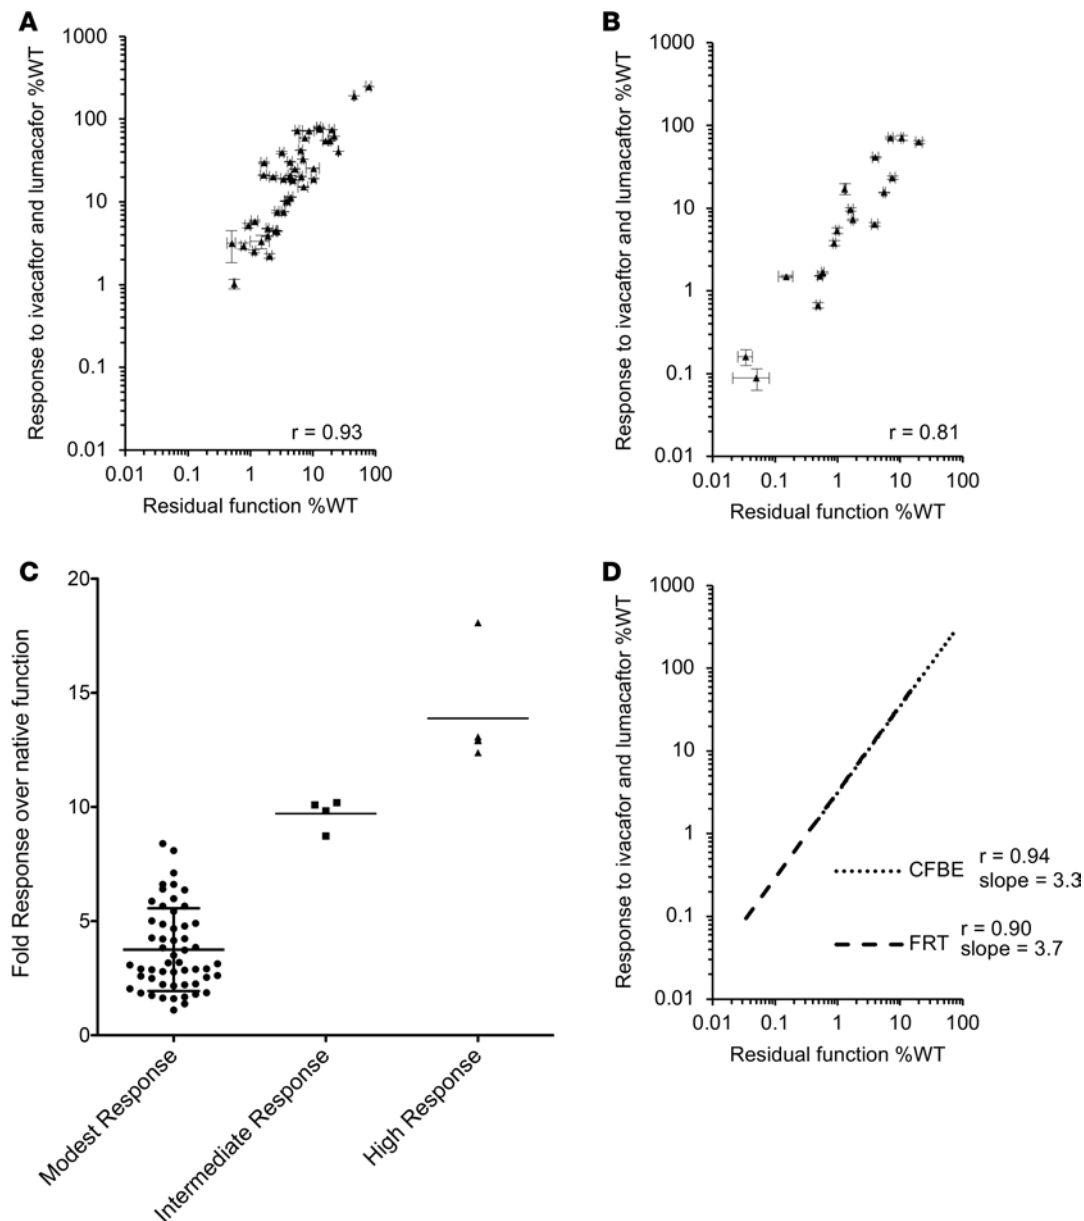 A
Response to ivacaftor and lumacafor %WT
1000
100
10
1
0.1
0.01
r = 0.93
0.01 0.1 1 10 100
Residual function %WT
B
Response to ivacaftor and lumacaftor %WT
1000
100
10
1
0.1
0.01
r = 0.81
0.01 0.1 1 10 100
Residual function %WT
C
Fold Response over native function
20
15
10
5
0
Modest Response
Intermediate Response
High Response
D
Response to ivacafor and lumacaftor %WT
1000
100
10
1
0.1
0.01
CFBE r = 0.94
slope = 3.3
FRT r = 0.90
slope = 3.7
0.01 0.1 1 10 100
Residual function %WT